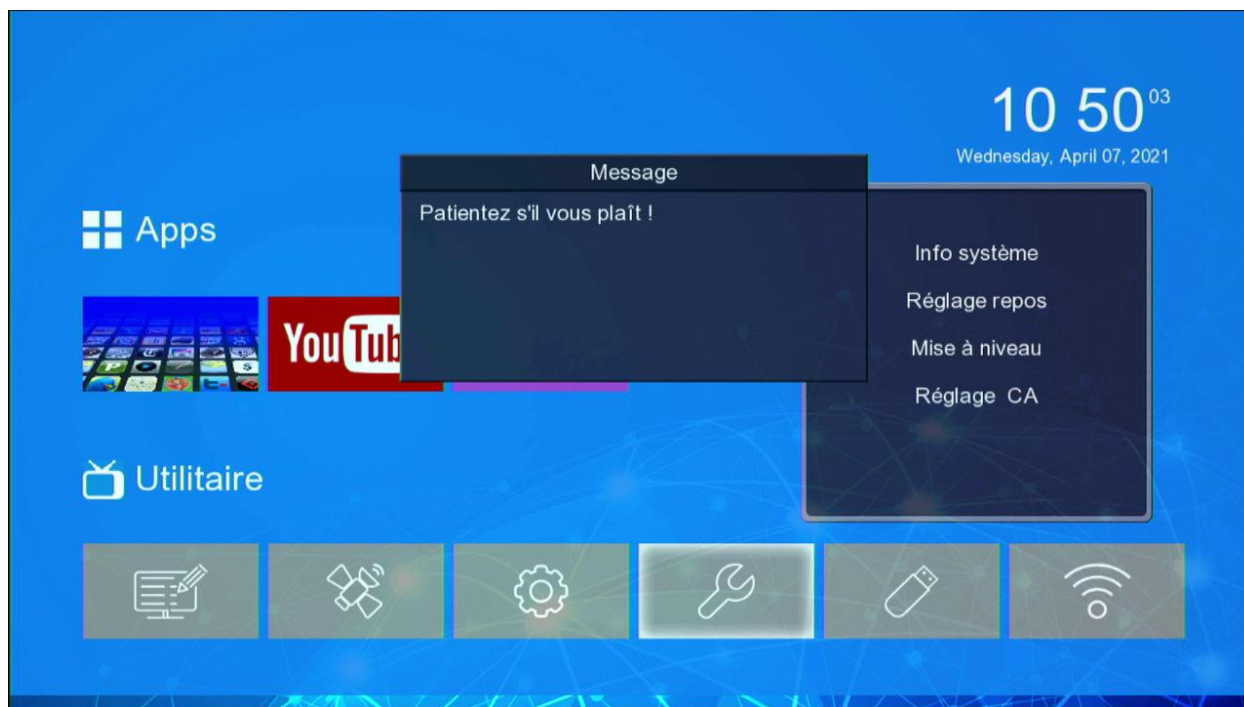 10 50 03
Wednesday, April 07, 2021
Message
Patientez s'il vous plaît !
Apps
Info système
Réglage repos
Mise à niveau
Réglage CA
YouTub
Utilitaire